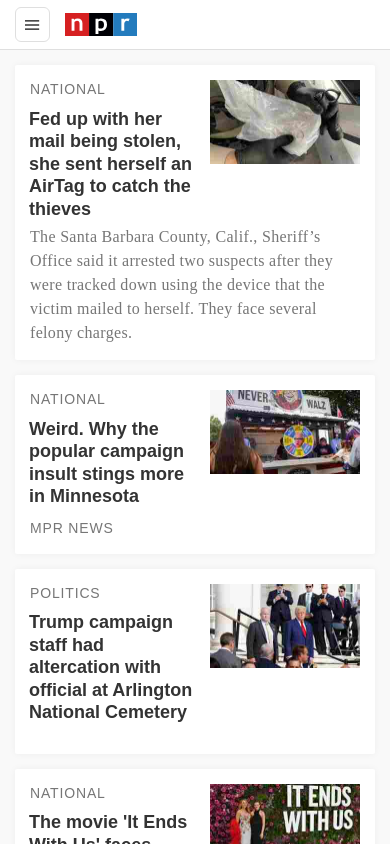 npr
NATIONAL
Fed up with her
mail being stolen,
she sent herself an
AirTag to catch the
thieves
The Santa Barbara County, Calif., Sheriff’s
Office said it arrested two suspects after they
were tracked down using the device that the
victim mailed to herself. They face several
felony charges.
NATIONAL
Weird. Why the
popular campaign
insult stings more
in Minnesota
MPR NEWS
NEVER WALZ
POLITICS
Trump campaign
staff had
altercation with
official at Arlington
National Cemetery
NATIONAL
The movie 'It Ends
With Us' faces
IT ENDS
WITH US